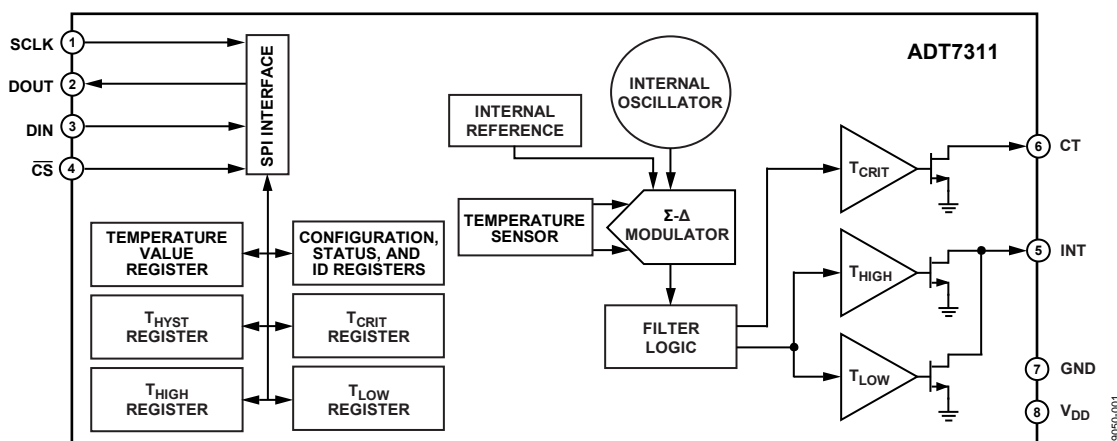 ADT7311
SCLK 1
DOUT 2
DIN 3
CS 4
SPI INTERFACE
TEMPERATURE
VALUE
REGISTER
CONFIGURATION,
STATUS, AND
ID REGISTERS
THYST
REGISTER
TCRIT
REGISTER
THIGH
REGISTER
TLOW
REGISTER
INTERNAL
REFERENCE
INTERNAL
OSCILLATOR
TEMPERATURE
SENSOR
Σ-Δ
MODULATOR
FILTER
LOGIC
TCRIT
THIGH
TLOW
6 CT
5 INT
7 GND
8 VDD